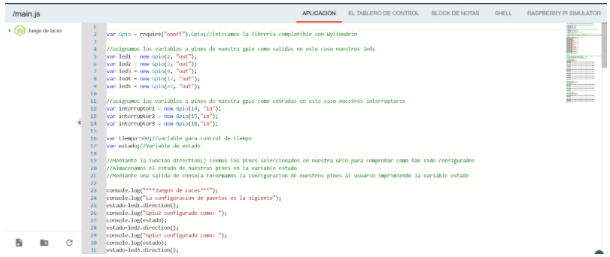 /main.js
APLICACIÓN EL TABLERO DE CONTROL BLOCK DE NOTAS SHELL RASPBERRY PI SIMULATOR
Juego de luces
1
2 var Gpio = require("onoff").Gpio;//iniciamos la libreria complatible con Wyliondrin
3
4 //asignamos las variables a pines de nuestra gpio como salidas en este caso nuestros leds
5 var led1 = new Gpio(2, "out");
6 var led2 = new Gpio(3, "out");
7 var led3 = new Gpio(4, "out");
8 var led4 = new Gpio(17, "out");
9 var led5 = new Gpio(27, "out");
10
11 //asignamos las variables a pines de nuestra gpio como entradas en este caso nuestros interruptores
12 var interruptor1 = new Gpio(14, "in");
13 var interruptor2 = new Gpio(15,"in");
14 var interruptor3 = new Gpio(18,"in");
15
16 var tiempo=500;//variable para control de tiempo
17 var estado;//Variable de estado
18
19 //Mediante la funcion direction() leemos los pines seleccionados en nuestra GPIO para comprobar como han sido configurados
20 //Almacenamos el estado de nuestros pines en la variable estado
21 //Mediante una salida de consola informamos la configuracion de nuestros pines al usuario imprimiendo la variable estado
22
23 console.log("***Juegos de Luces***");
24 console.log("La configuracion de puertos es la sigiente");
25 estado=led1.direction();
26 console.log("Gpio2 configurado como: ");
27 console.log(estado);
28 estado=led2.direction();
29 console.log("Gpio3 configurado como: ");
30 console.log(estado);
31 estado=led3.direction();